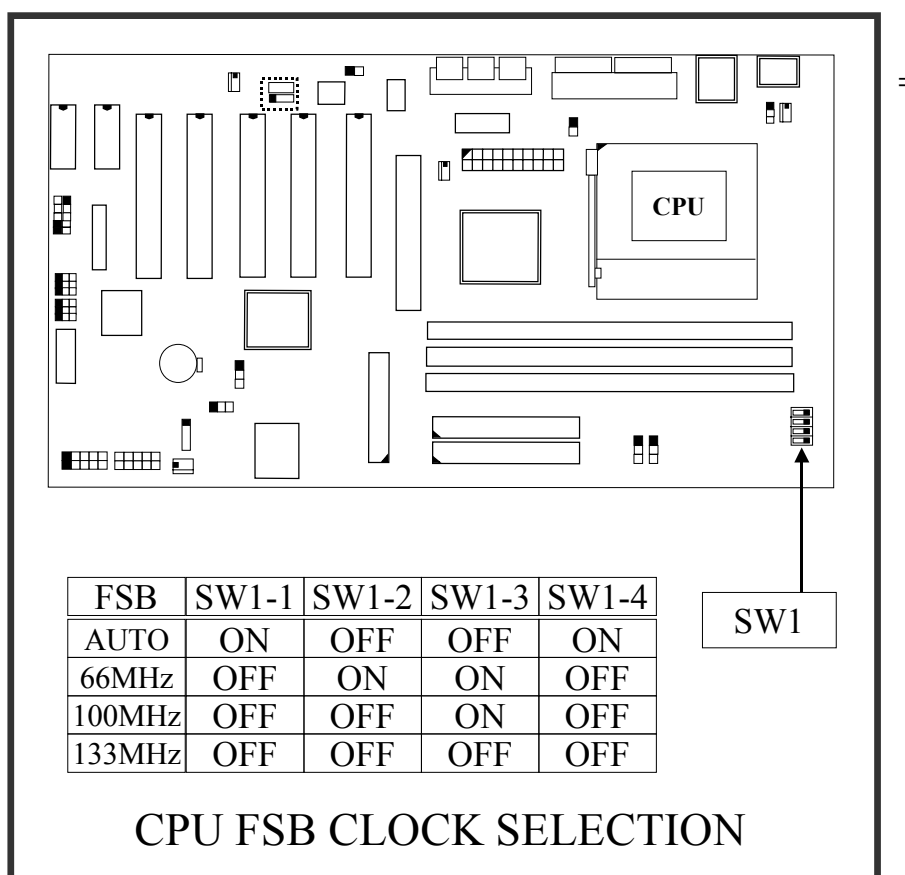 CPU
FSB SW1-1 SW1-2 SW1-3 SW1-4
AUTO ON OFF OFF ON
66MHz OFF ON ON OFF
100MHz OFF OFF ON OFF
133MHz OFF OFF OFF OFF
SW1
CPU FSB CLOCK SELECTION